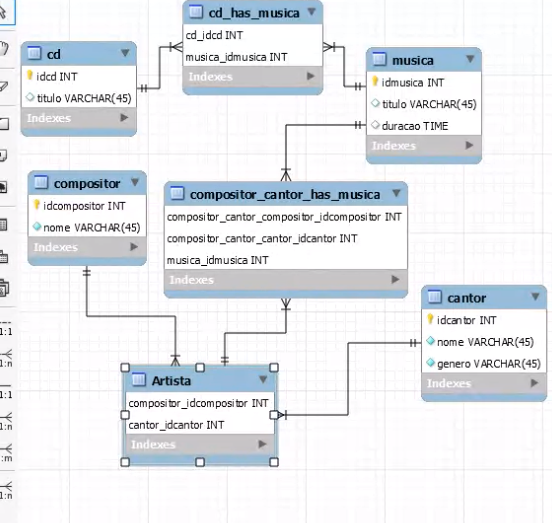 cd_has_musica
cd_idcd INT
musica_idmusica INT
Indexes
cd
idcd INT
titulo VARCHAR(45)
Indexes
musica
idmusica INT
titulo VARCHAR(45)
duracao TIME
Indexes
compositor
idcompositor INT
nome VARCHAR(45)
Indexes
compositor_cantor_has_musica
compositor_cantor_compositor_idcompositor INT
compositor_cantor_cantor_idcantor INT
musica_idmusica INT
Indexes
cantor
idcantor INT
nome VARCHAR(45)
genero VARCHAR(45)
Indexes
Artista
compositor_idcompositor INT
cantor_idcantor INT
Indexes
1:1
1:n
1:1
1:n
:m
1:n